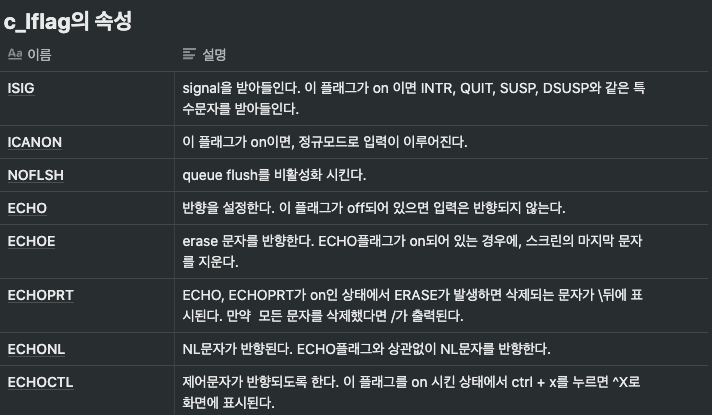 c_lflag의 속성
Aa 이름 설명
ISIG signal을 받아들인다. 이 플래그가 on 이면 INTR, QUIT, SUSP, DSUSP와 같은 특
수문자를 받아들인다.
ICANON 이 플래그가 on이면, 정규모드로 입력이 이루어진다.
NOFLSH queue flush를 비활성화 시킨다.
ECHO 반향을 설정한다. 이 플래그가 off되어 있으면 입력은 반향되지 않는다.
ECHOE erase 문자를 반향한다. ECHO플래그가 on되어 있는 경우에, 스크린의 마지막 문자
를 지운다.
ECHOPRT ECHO, ECHOPRT가 on인 상태에서 ERASE가 발생하면 삭제되는 문자가 \뒤에 표
시된다. 만약 모든 문자를 삭제했다면 /가 출력된다.
ECHONL NL문자가 반향된다. ECHO플래그와 상관없이 NL문자를 반향한다.
ECHOCTL 제어문자가 반향되도록 한다. 이 플래그를 on 시킨 상태에서 ctrl + x를 누르면 ^X로
화면에 표시된다.